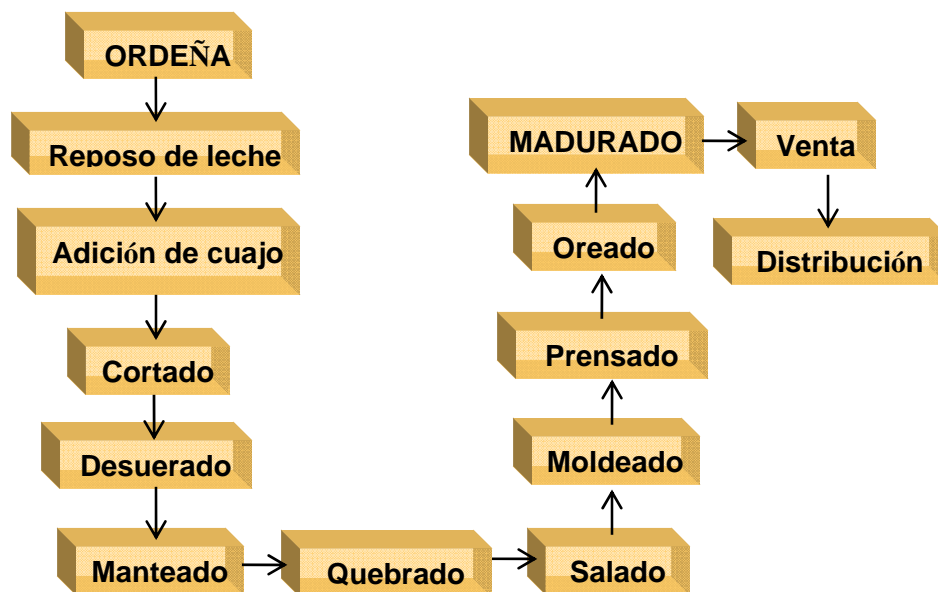 ORDEÑA
Reposo de leche
Adición de cuajo
Cortado
Desuerado
Manteado
Quebrado
Salado
Moldeado
Prensado
Oreado
MADURADO
Venta
Distribución